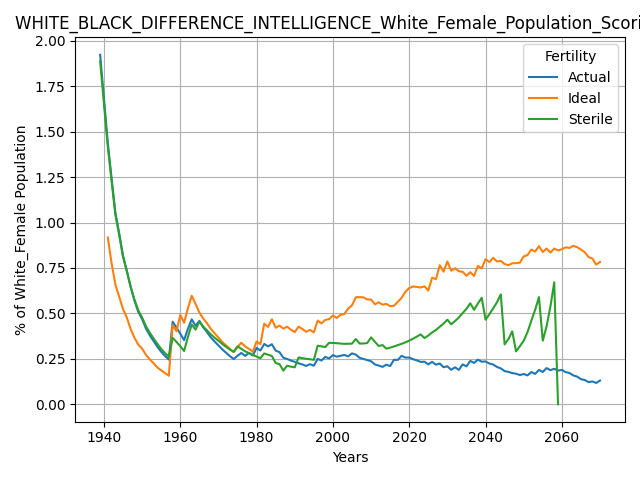 WHITE_BLACK_DIFFERENCE_INTELLIGENCE_White_Female_Population_Scori
Fertility
Actual
Ideal
Sterile
% of White_Female Population
2.00
1.75
1.50
1.25
1.00
0.75
0.50
0.25
0.00
1940 1960 1980 2000 2020 2040 2060
Years